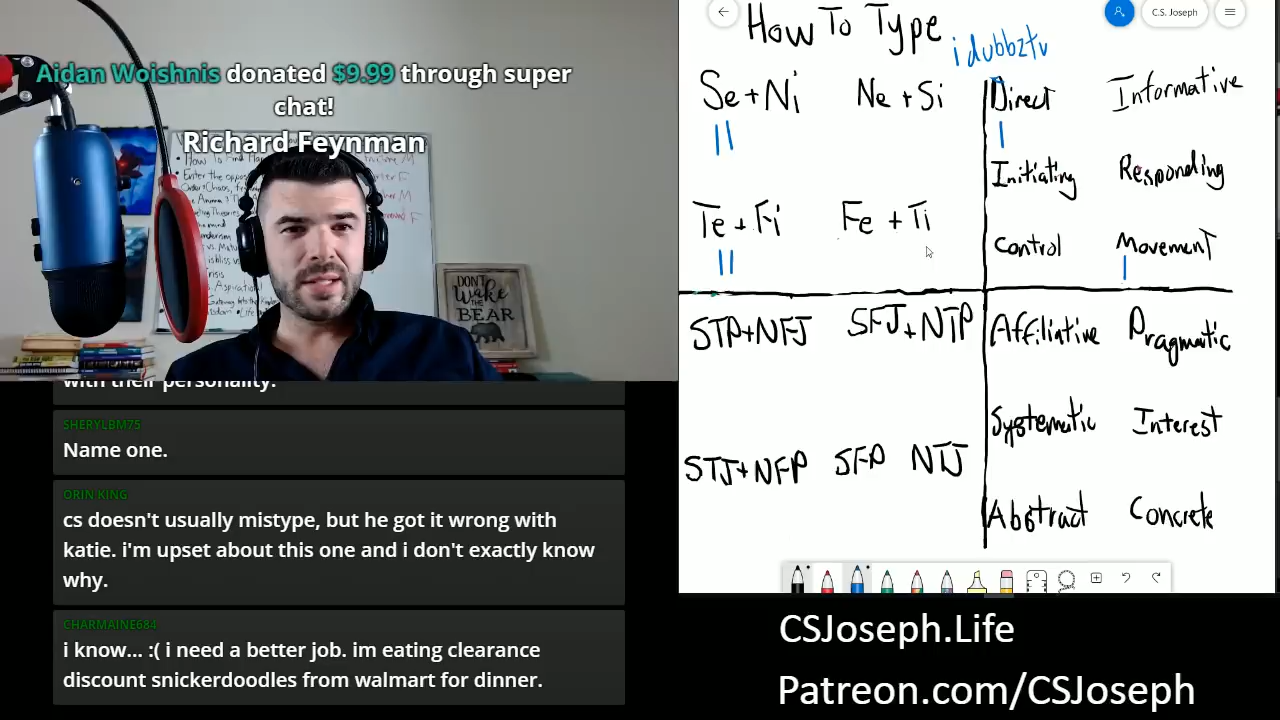 Aidan Woishnis donated $9.99 through super
chat!
Richard Feynman
DON'T
Wake
THE
BEAR
with their personality.
SHERYLBM75
Name one.
ORIN KING
cs doesn't usually mistype, but he got it wrong with
katie. i'm upset about this one and i don't exactly know
why.
CHARMAINE684
i know... :( i need a better job. im eating clearance
discount snickerdoodles from walmart for dinner.
C.S. Joseph
How To Type
idubbztv
Se + Ni Ne + Si Direct Informative
Initiating Responding
Te + Fi Fe + Ti
Control Movement
STP+NFJ SFJ+NTP Affiliative Pragmatic
Systematic Interest
STJ+NFP SFP NTJ
Abstract Concrete
CSJoseph.Life
Patreon.com/CSJoseph